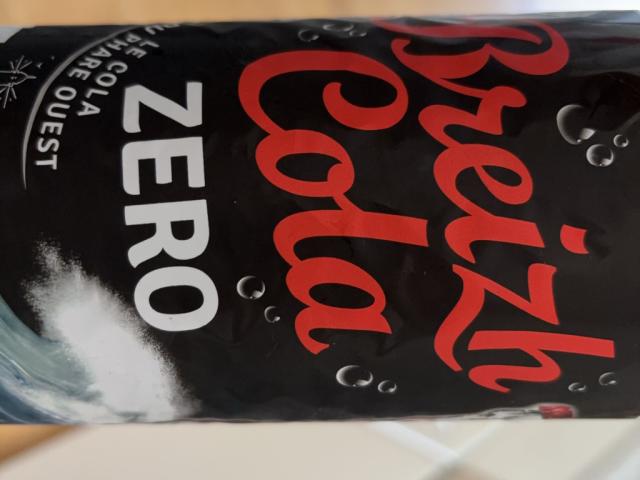 Breizh
Cola
ZERO
LE COLA
DU PHARE OUEST